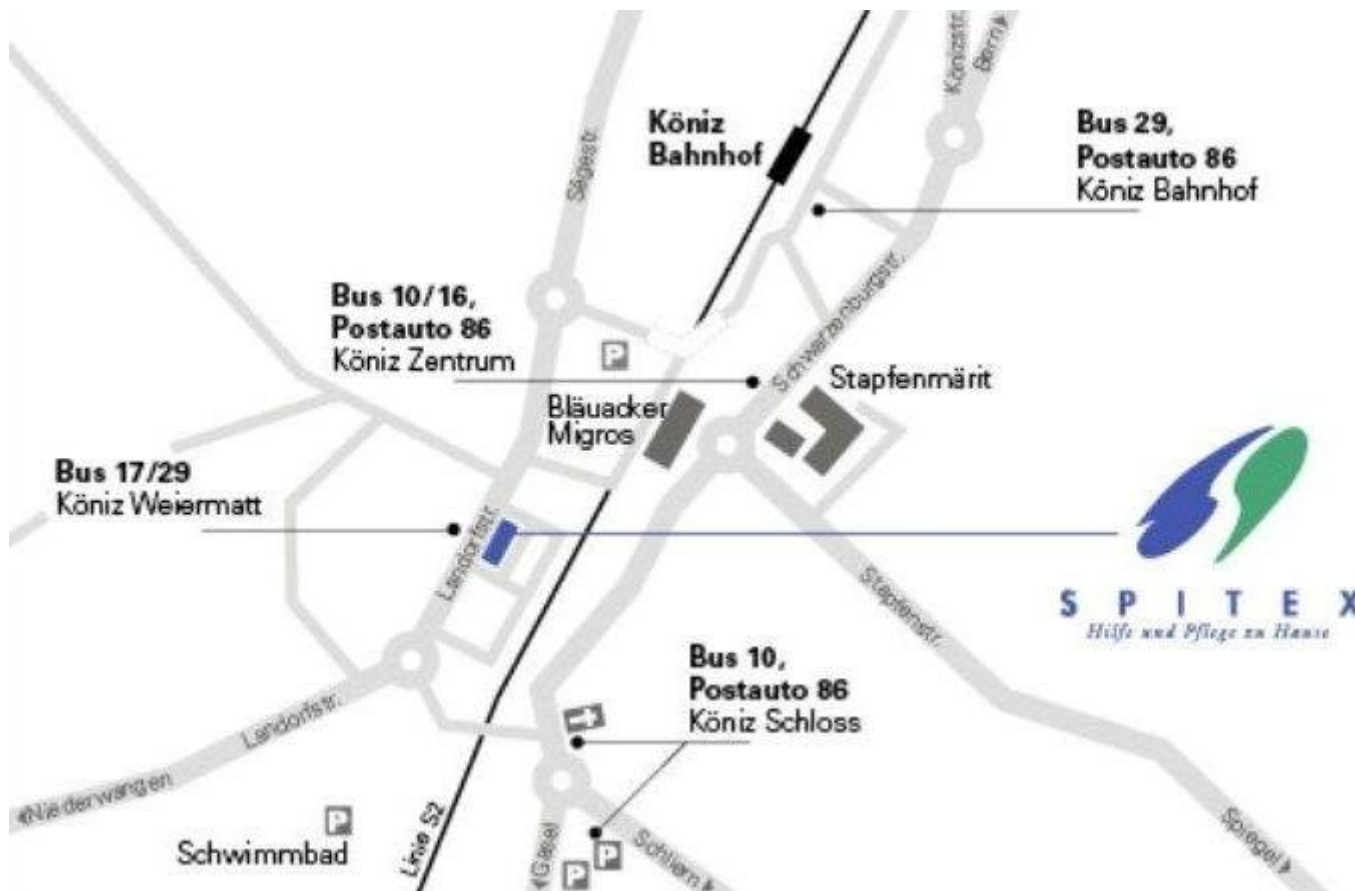 Königstr.
Bern
Köniz
Bahnhof
Bus 29,
Postauto 86
Köniz Bahnhof
Sägestr.
Bus 10/16,
Postauto 86
Köniz Zentrum
P
Schwarzenburgstr.
Stapfenmärit
Bläuacker
Migros
Bus 17/29
Köniz Weiermatt
Landorfstr.
SPITEX
Hilfe und Pflege zu Hause
Stapfenstr.
Bus 10,
Postauto 86
Köniz Schloss
Landorfstr.
Niederwangen
P
Schwimmbad
Linie S2
Gasel
P
P
Schliern
Spiegel